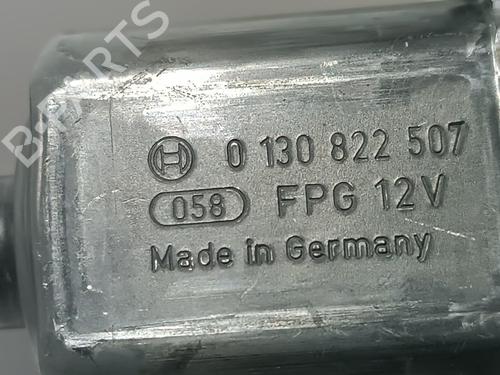 B-PARTS
0 130 822 507
058 FPG 12V
Made in Germany